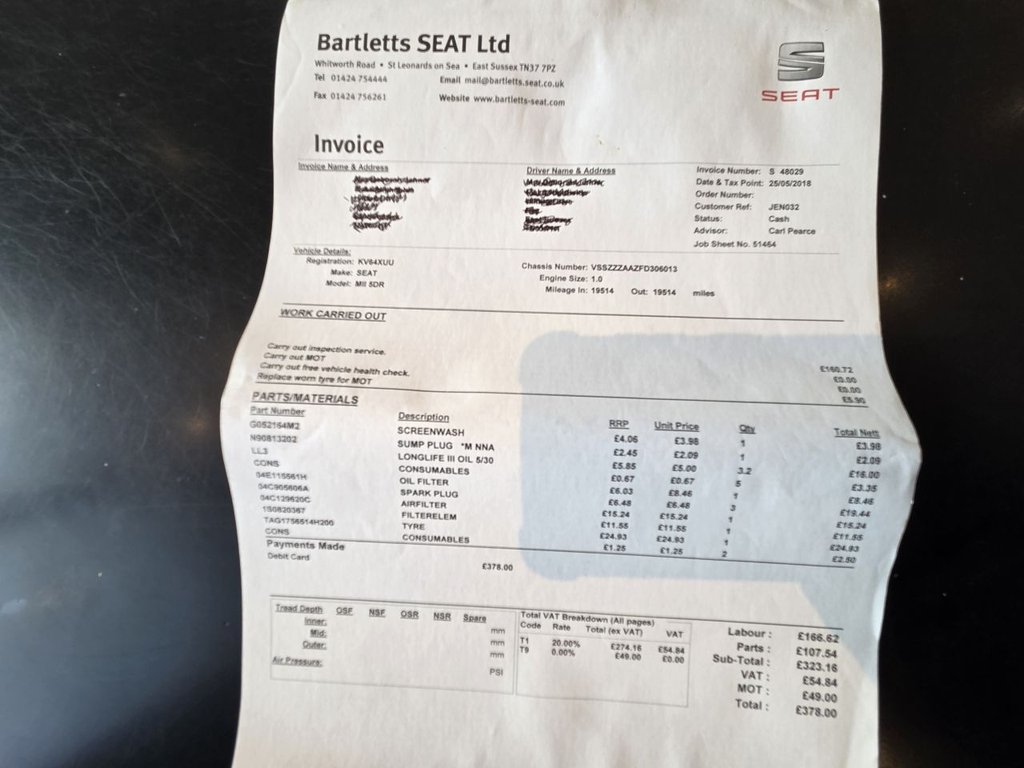 Bartletts SEAT Ltd
Whitworth Road • St Leonards on Sea • East Sussex TN37 7PZ
Tel 01424 754444 Email mail@bartletts.seat.co.uk
Fax 01424 756261 Website www.bartletts-seat.com
SEAT
Invoice
Invoice Name & Address Driver Name & Address
Invoice Number: S 48029
Date & Tax Point: 25/05/2018
Order Number:
Customer Ref: JEN032
Status: Cash
Advisor: Carl Pearce
Job Sheet No. 51464
Vehicle Details:
Registration: KV64XUU
Make: SEAT
Model: MII 5DR
Chassis Number: VSSZZZAAZFD306013
Engine Size: 1.0
Mileage In: 19514 Out: 19514 miles
WORK CARRIED OUT
Carry out inspection service. £160.72
Carry out MOT £0.00
Carry out free vehicle health check. £0.00
Replace worn tyre for MOT £5.90
PARTS/MATERIALS
Part Number Description RRP Unit Price Qty Total Nett
G052164M2 SCREENWASH £4.06 £3.98 1 £3.98
N90813202 SUMP PLUG *M NNA £2.45 £2.09 1 £2.09
LL3 LONGLIFE III OIL 5/30 £5.85 £5.00 3.2 £16.00
CONS CONSUMABLES £0.67 £0.67 5 £3.35
04E115561H OIL FILTER £6.03 £8.46 1 £8.46
04C905606A SPARK PLUG £6.48 £6.48 3 £19.44
04C129620C AIRFILTER £15.24 £15.24 1 £15.24
1S0820367 FILTERELEM £11.55 £11.55 1 £11.55
TAG1756514H200 TYRE £24.93 £24.93 1 £24.93
CONS CONSUMABLES £1.25 £1.25 2 £2.50
Payments Made
Debit Card £378.00
Tread Depth OSF NSF OSR NSR Spare
Inner: mm
Mid: mm
Outer: mm
Air Pressure: PSI
Total VAT Breakdown (All pages)
Code Rate Total (ex VAT) VAT
T1 20.00% £274.16 £54.84
T9 0.00% £49.00 £0.00
Labour : £166.62
Parts : £107.54
Sub-Total : £323.16
VAT : £54.84
MOT : £49.00
Total : £378.00